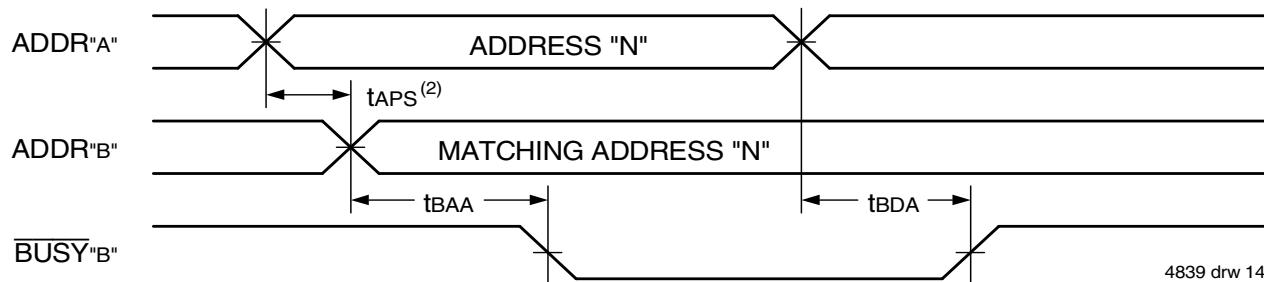 ADDR"A"
ADDRESS "N"
tAPS(2)
ADDR"B"
MATCHING ADDRESS "N"
tBAA
tBDA
BUSY"B"
4839 drw 14